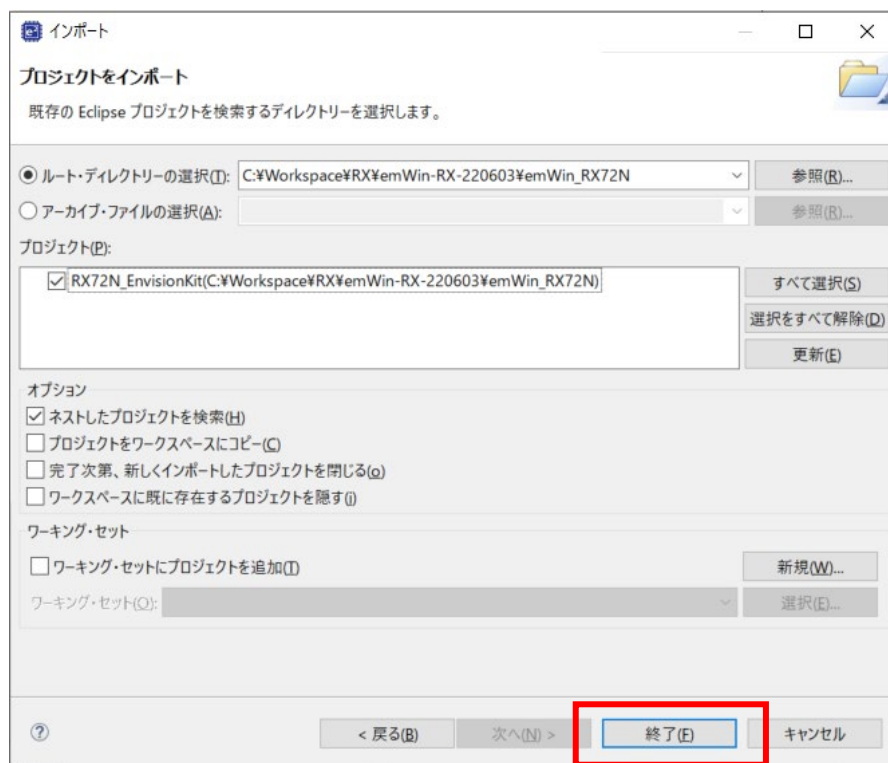 インポート
プロジェクトをインポート
既存の Eclipse プロジェクトを検索するディレクトリーを選択します。
ルート・ディレクトリーの選択(T): C:¥Workspace¥RX¥emWin-RX-220603¥emWin_RX72N 参照(R)...
アーカイブ・ファイルの選択(A): 参照(R)...
プロジェクト(P):
RX72N_EnvisionKit(C:¥Workspace¥RX¥emWin-RX-220603¥emWin_RX72N)
すべて選択(S)
選択をすべて解除(D)
更新(E)
オプション
ネストしたプロジェクトを検索(H)
プロジェクトをワークスペースにコピー(C)
完了次第、新しくインポートしたプロジェクトを閉じる(o)
ワークスペースに既に存在するプロジェクトを隠す(i)
ワーキング・セット
ワーキング・セットにプロジェクトを追加(T) 新規(W)...
ワーキング・セット(O): 選択(E)...
< 戻る(B) 次へ(N) > 終了(F) キャンセル